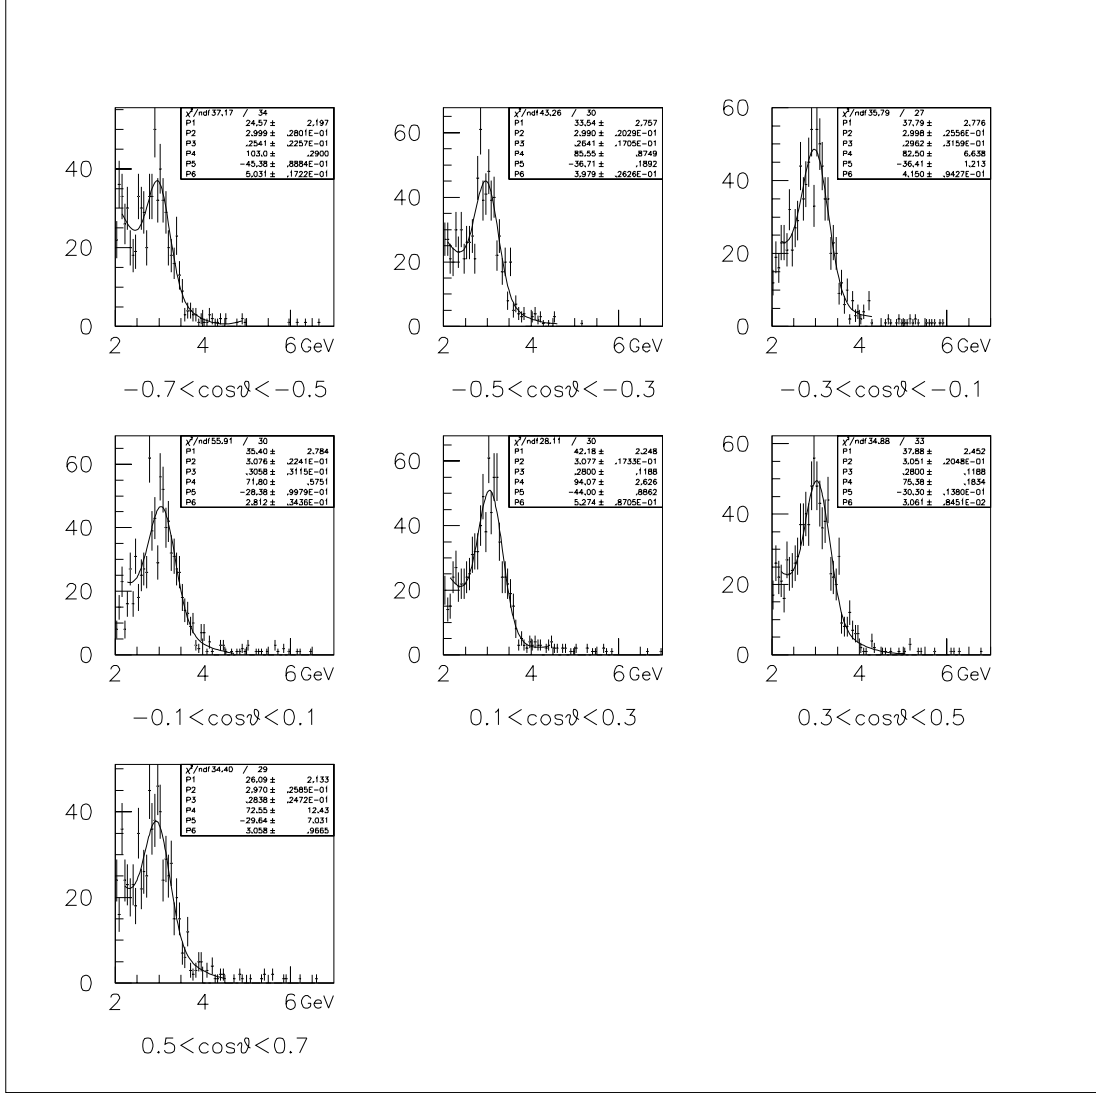 χ²/ndf 37.17 / 34
P1 24.57 ± 2.197
P2 2.999 ± .2801E-01
P3 .2541 ± .2257E-01
P4 103.0 ± .2900
P5 -45.38 ± .8884E-01
P6 5.031 ± .1722E-01
40
20
0
2 4 6 GeV
-0.7<cosϑ<-0.5
χ²/ndf 43.26 / 30
P1 33.54 ± 2.757
P2 2.990 ± .2029E-01
P3 .2641 ± .1705E-01
P4 85.55 ± .8749
P5 -36.71 ± .1892
P6 3.979 ± .2626E-01
60
40
20
0
2 4 6 GeV
-0.5<cosϑ<-0.3
χ²/ndf 35.79 / 27
P1 37.79 ± 2.776
P2 2.998 ± .2556E-01
P3 .2962 ± .3159E-01
P4 82.50 ± 6.638
P5 -36.41 ± 1.213
P6 4.150 ± .9427E-01
60
40
20
0
2 4 6 GeV
-0.3<cosϑ<-0.1
χ²/ndf 55.91 / 30
P1 35.40 ± 2.784
P2 3.076 ± .2241E-01
P3 .3058 ± .3115E-01
P4 71.80 ± .5751
P5 -28.38 ± .9979E-01
P6 2.812 ± .3436E-01
60
40
20
0
2 4 6 GeV
-0.1<cosϑ<0.1
χ²/ndf 28.11 / 30
P1 42.18 ± 2.248
P2 3.077 ± .1733E-01
P3 .2800 ± .1188
P4 94.07 ± 2.626
P5 -44.00 ± .8862
P6 5.274 ± .8705E-01
60
40
20
0
2 4 6 GeV
0.1<cosϑ<0.3
χ²/ndf 34.88 / 33
P1 37.88 ± 2.452
P2 3.051 ± .2048E-01
P3 .2800 ± .1188
P4 75.38 ± .1834
P5 -30.30 ± .1380E-01
P6 3.061 ± .8451E-02
60
40
20
0
2 4 6 GeV
0.3<cosϑ<0.5
χ²/ndf 34.40 / 29
P1 26.09 ± 2.133
P2 2.970 ± .2585E-01
P3 .2838 ± .2472E-01
P4 72.55 ± 12.43
P5 -29.64 ± 7.031
P6 3.058 ± .9665
40
20
0
2 4 6 GeV
0.5<cosϑ<0.7